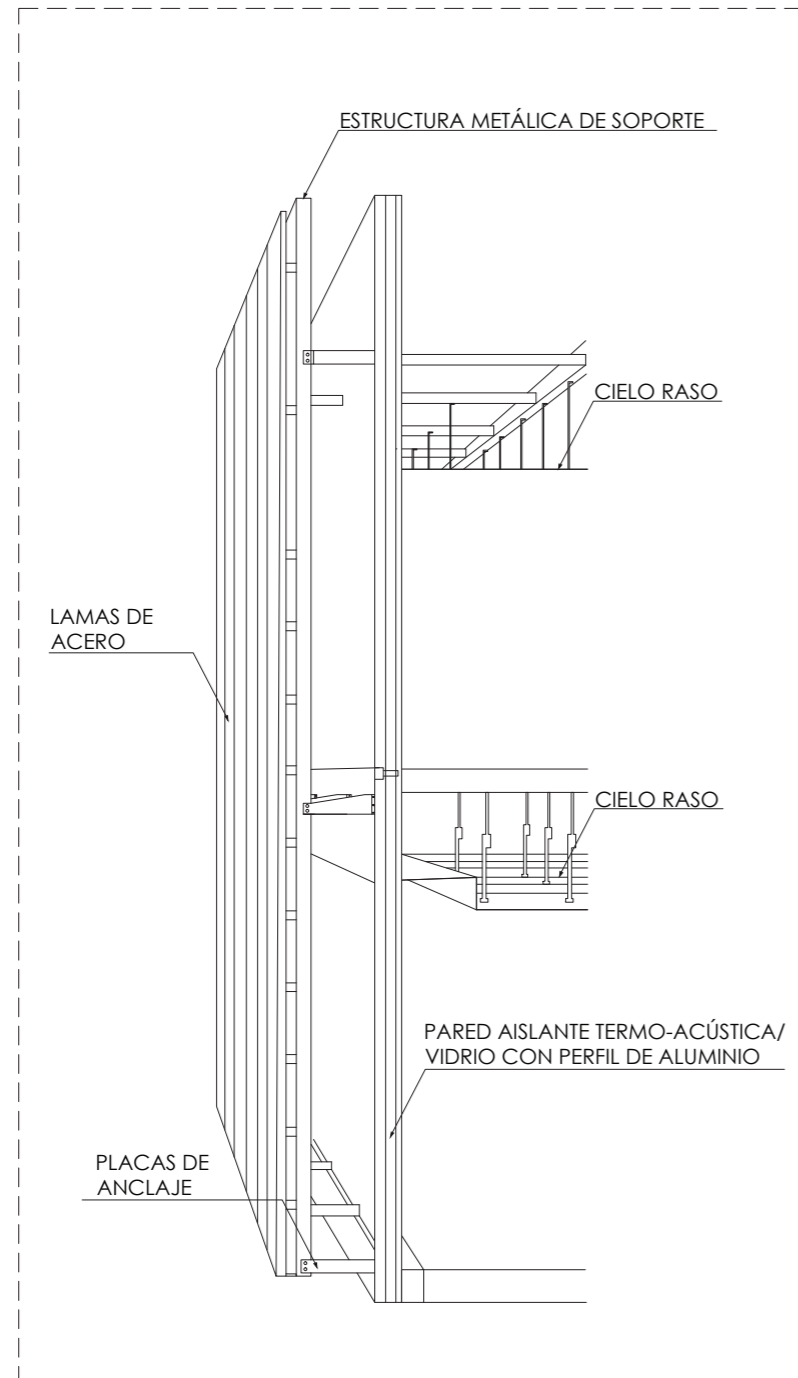 ESTRUCTURA METÁLICA DE SOPORTE
CIELO RASO
LAMAS DE
ACERO
CIELO RASO
PARED AISLANTE TERMO-ACÚSTICA/
VIDRIO CON PERFIL DE ALUMINIO
PLACAS DE
ANCLAJE